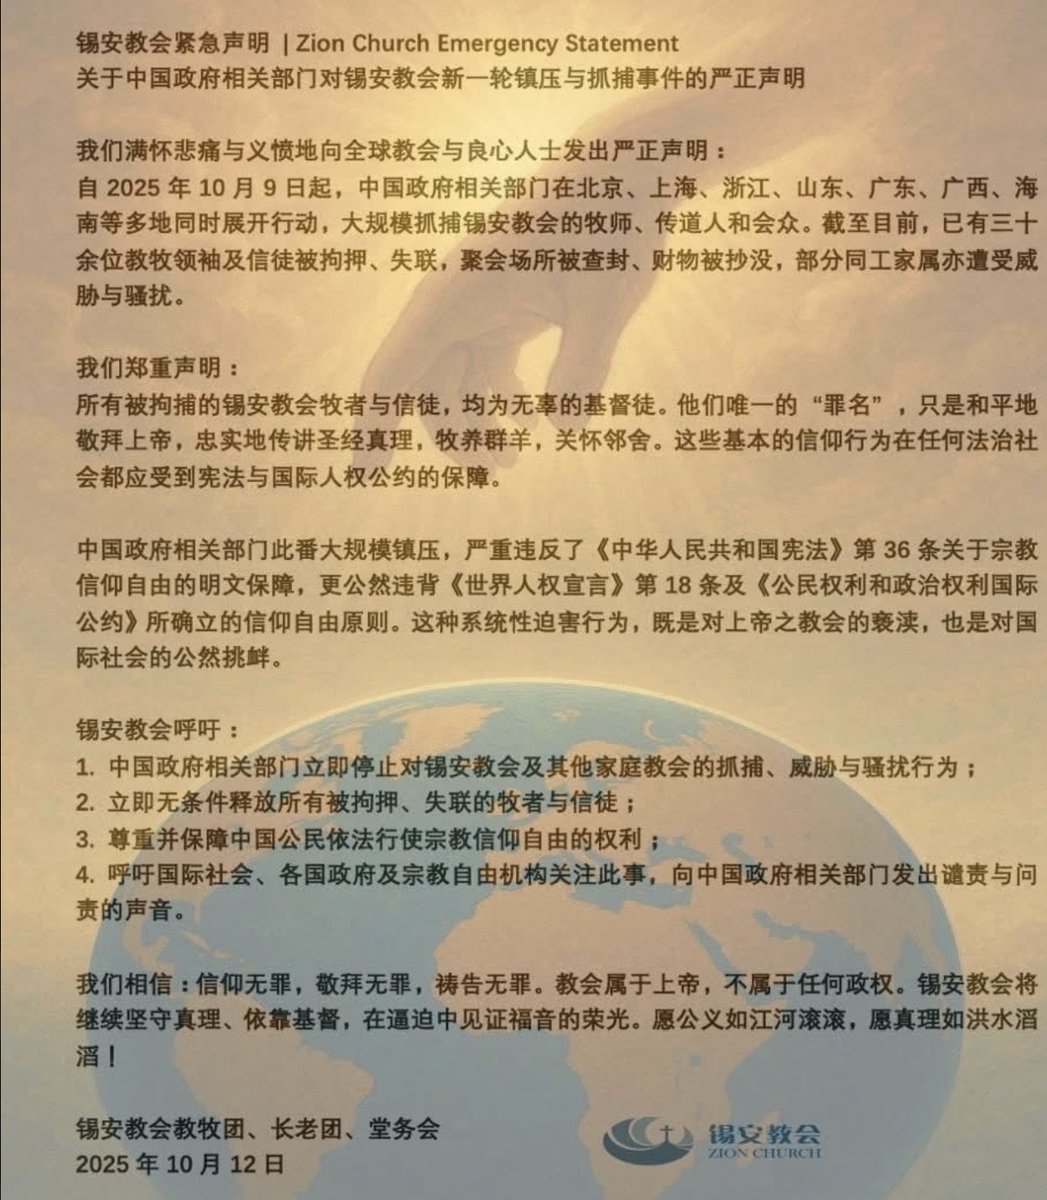 锡安教会紧急声明 | Zion Church Emergency Statement
关于中国政府相关部门对锡安教会新一轮镇压与抓捕事件的严正声明
我们满怀悲痛与义愤地向全球教会与良心人士发出严正声明：
自 2025 年 10 月 9 日起，中国政府相关部门在北京、上海、浙江、山东、广东、广西、海
南等多地同时展开行动，大规模抓捕锡安教会的牧师、传道人和会众。截至目前，已有三十
余位教牧领袖及信徒被拘押、失联，聚会场所被查封、财物被抄没，部分同工家属亦遭受威
胁与骚扰。
我们郑重声明：
所有被拘捕的锡安教会牧者与信徒，均为无辜的基督徒。他们唯一的“罪名”，只是和平地
敬拜上帝，忠实地传讲圣经真理，牧养群羊，关怀邻舍。这些基本的信仰行为在任何法治社
会都应受到宪法与国际人权公约的保障。
中国政府相关部门此番大规模镇压，严重违反了《中华人民共和国宪法》第 36 条关于宗教
信仰自由的明文保障，更公然违背《世界人权宣言》第 18 条及《公民权利和政治权利国际
公约》所确立的信仰自由原则。这种系统性迫害行为，既是对上帝之教会的亵渎，也是对国
际社会的公然挑衅。
锡安教会呼吁：
1. 中国政府相关部门立即停止对锡安教会及其他家庭教会的抓捕、威胁与骚扰行为；
2. 立即无条件释放所有被拘押、失联的牧者与信徒；
3. 尊重并保障中国公民依法行使宗教信仰自由的权利；
4. 呼吁国际社会、各国政府及宗教自由机构关注此事，向中国政府相关部门发出谴责与问
责的声音。
我们相信：信仰无罪，敬拜无罪，祷告无罪。教会属于上帝，不属于任何政权。锡安教会将
继续坚守真理、依靠基督，在逼迫中见证福音的荣光。愿公义如江河滚滚，愿真理如洪水滔
滔！
锡安教会教牧团、长老团、堂务会
2025 年 10 月 12 日
锡安教会
ZION CHURCH